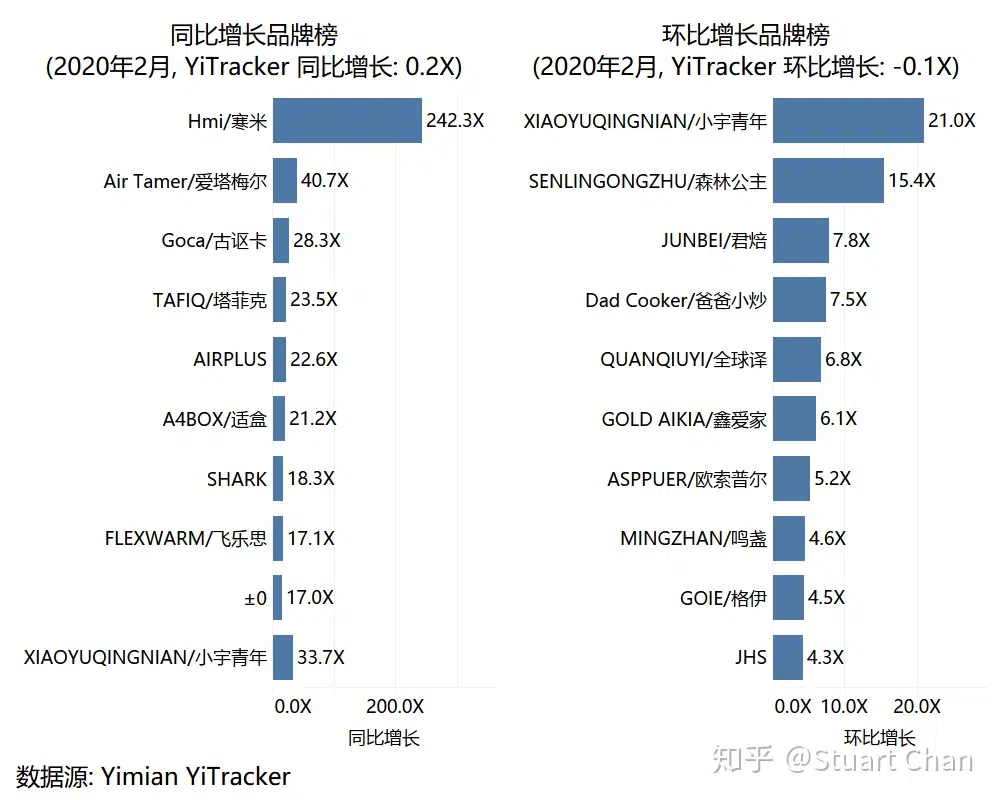 同比增长品牌榜
(2020年2月, YiTracker 同比增长: 0.2X)
Hmi/寒米 242.3X
Air Tamer/爱塔梅尔 40.7X
Goca/古讴卡 28.3X
TAFIQ/塔菲克 23.5X
AIRPLUS 22.6X
A4BOX/适盒 21.2X
SHARK 18.3X
FLEXWARM/飞乐思 17.1X
±0 17.0X
XIAOYUQINGNIAN/小宇青年 33.7X
0.0X 200.0X
同比增长
环比增长品牌榜
(2020年2月, YiTracker 环比增长: -0.1X)
XIAOYUQINGNIAN/小宇青年 21.0X
SENLINGONGZHU/森林公主 15.4X
JUNBEI/君焙 7.8X
Dad Cooker/爸爸小炒 7.5X
QUANQIUYI/全球译 6.8X
GOLD AIKIA/鑫爱家 6.1X
ASPPUER/欧索普尔 5.2X
MINGZHAN/鸣盏 4.6X
GOIE/格伊 4.5X
JHS 4.3X
0.0X 10.0X 20.0X
环比增长
数据源: Yimian YiTracker
知乎 @Stuart Chan